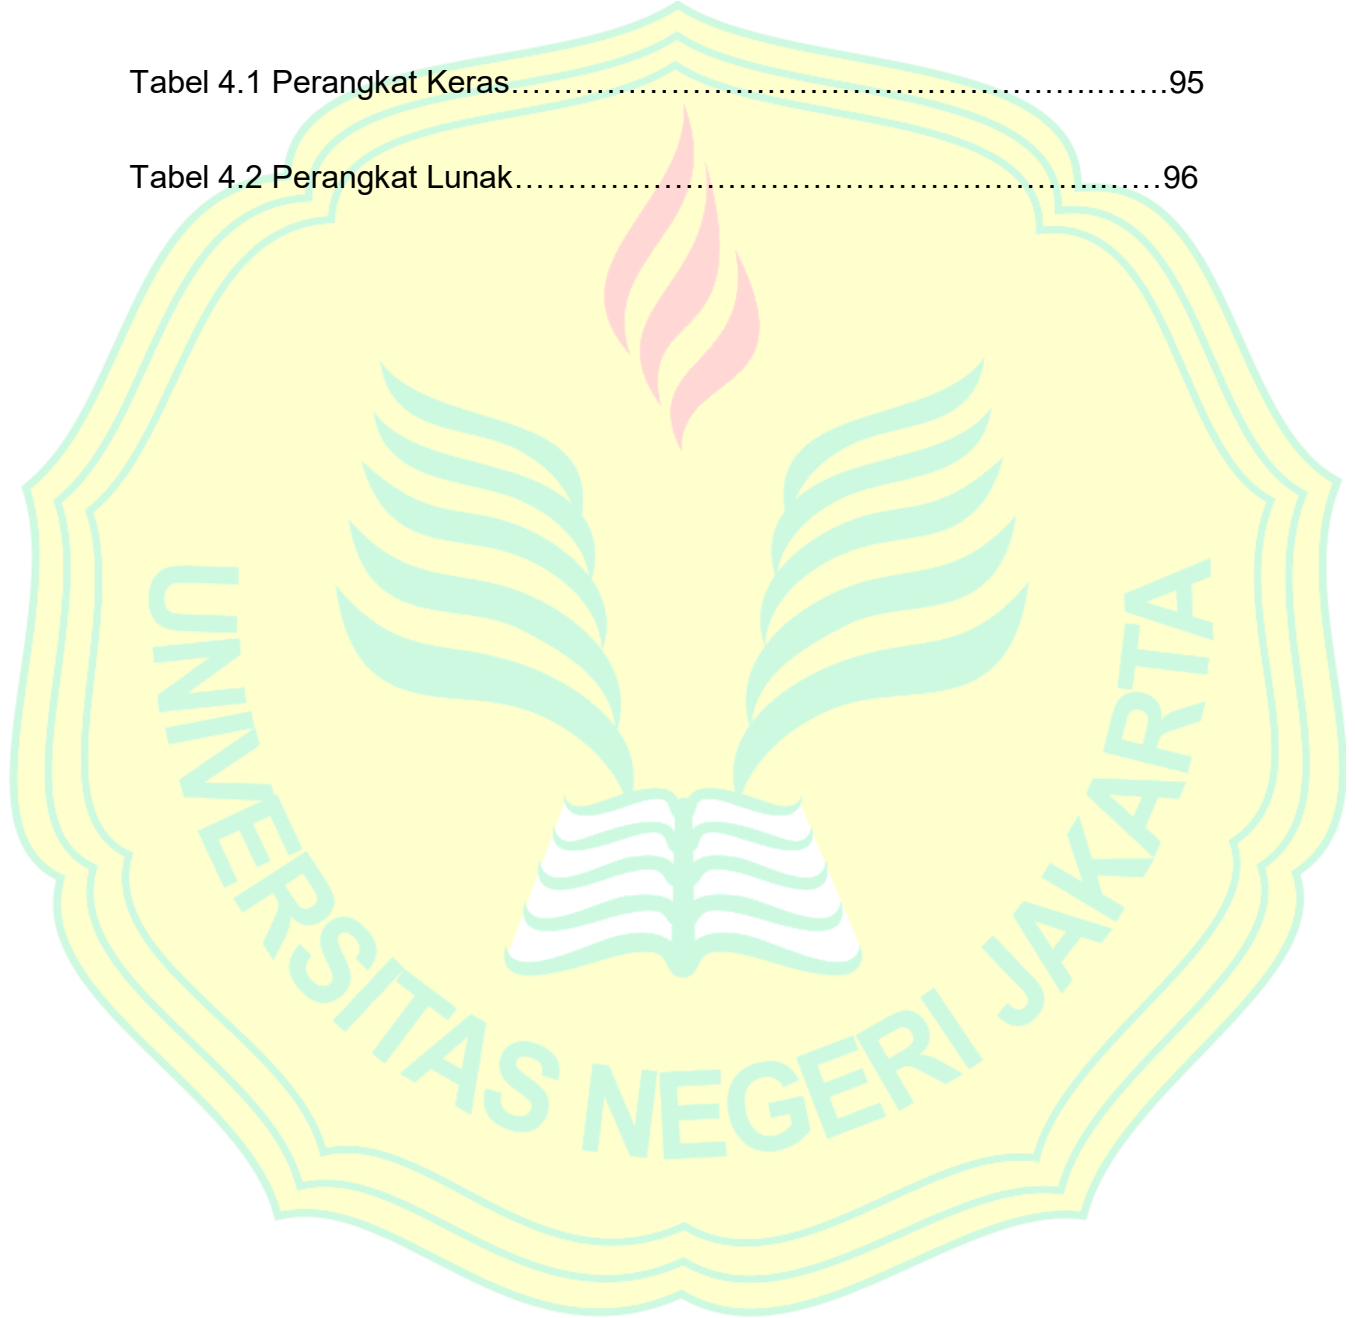 Tabel 4.1 Perangkat Keras……………………………………………………….…….95
Tabel 4.2 Perangkat Lunak……………………………………………………..……96
UNIVERSITAS NEGERI JAKARTA